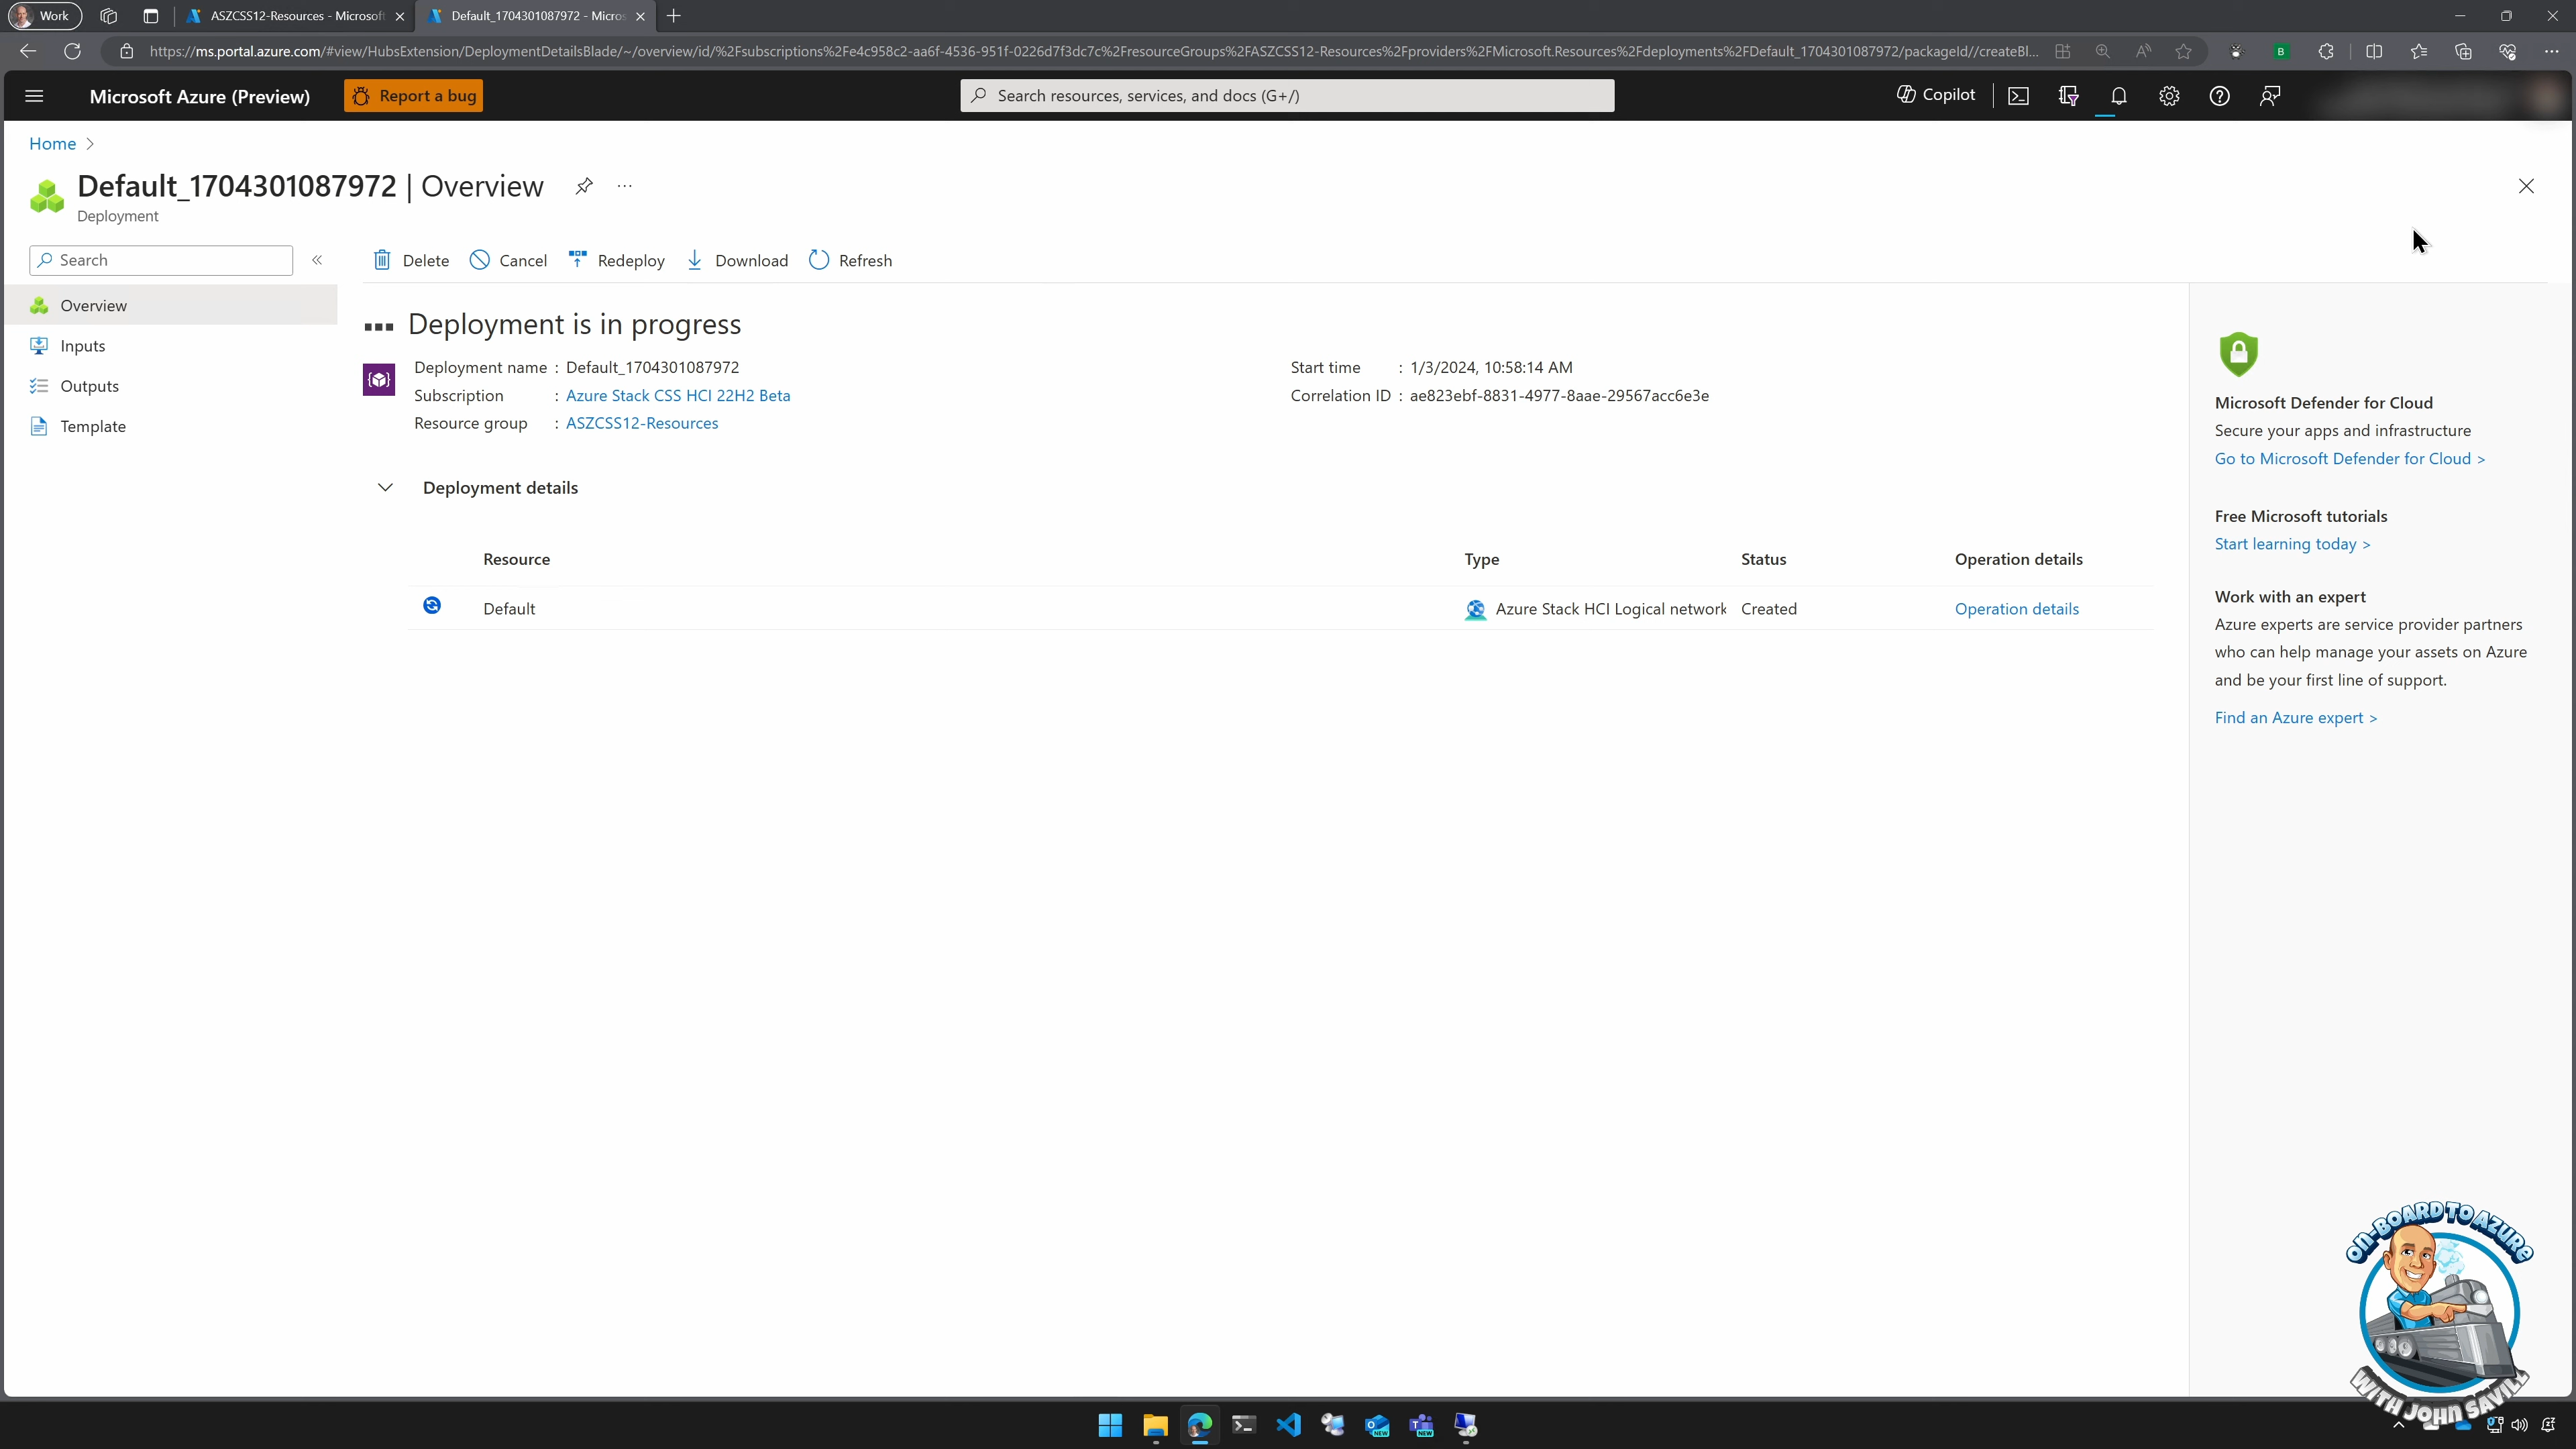 Work
ASZCSS12-Resources - Microsoft
Default_1704301087972 - Micros
https://ms.portal.azure.com/#view/HubsExtension/DeploymentDetailsBlade/~/overview/id/%2Fsubscriptions%2Fe4c958c2-aa6f-4536-951f-0226d7f3dc7c%2FresourceGroups%2FASZCSS12-Resources%2Fproviders%2FMicrosoft.Resources%2Fdeployments%2FDefault_1704301087972/packageId//createBl...
Microsoft Azure (Preview)
Report a bug
Search resources, services, and docs (G+/)
Copilot
Home
Default_1704301087972 | Overview
Deployment
Search
Delete
Cancel
Redeploy
Download
Refresh
Overview
Inputs
Outputs
Template
Deployment is in progress
Deployment name : Default_1704301087972
Subscription : Azure Stack CSS HCI 22H2 Beta
Resource group : ASZCSS12-Resources
Start time : 1/3/2024, 10:58:14 AM
Correlation ID : ae823ebf-8831-4977-8aae-29567acc6e3e
Deployment details
Resource Type Status Operation details
Default Azure Stack HCI Logical network Created Operation details
Microsoft Defender for Cloud
Secure your apps and infrastructure
Go to Microsoft Defender for Cloud >
Free Microsoft tutorials
Start learning today >
Work with an expert
Azure experts are service provider partners
who can help manage your assets on Azure
and be your first line of support.
Find an Azure expert >
ON-BOARD TO AZURE
WITH JOHN SAVILL